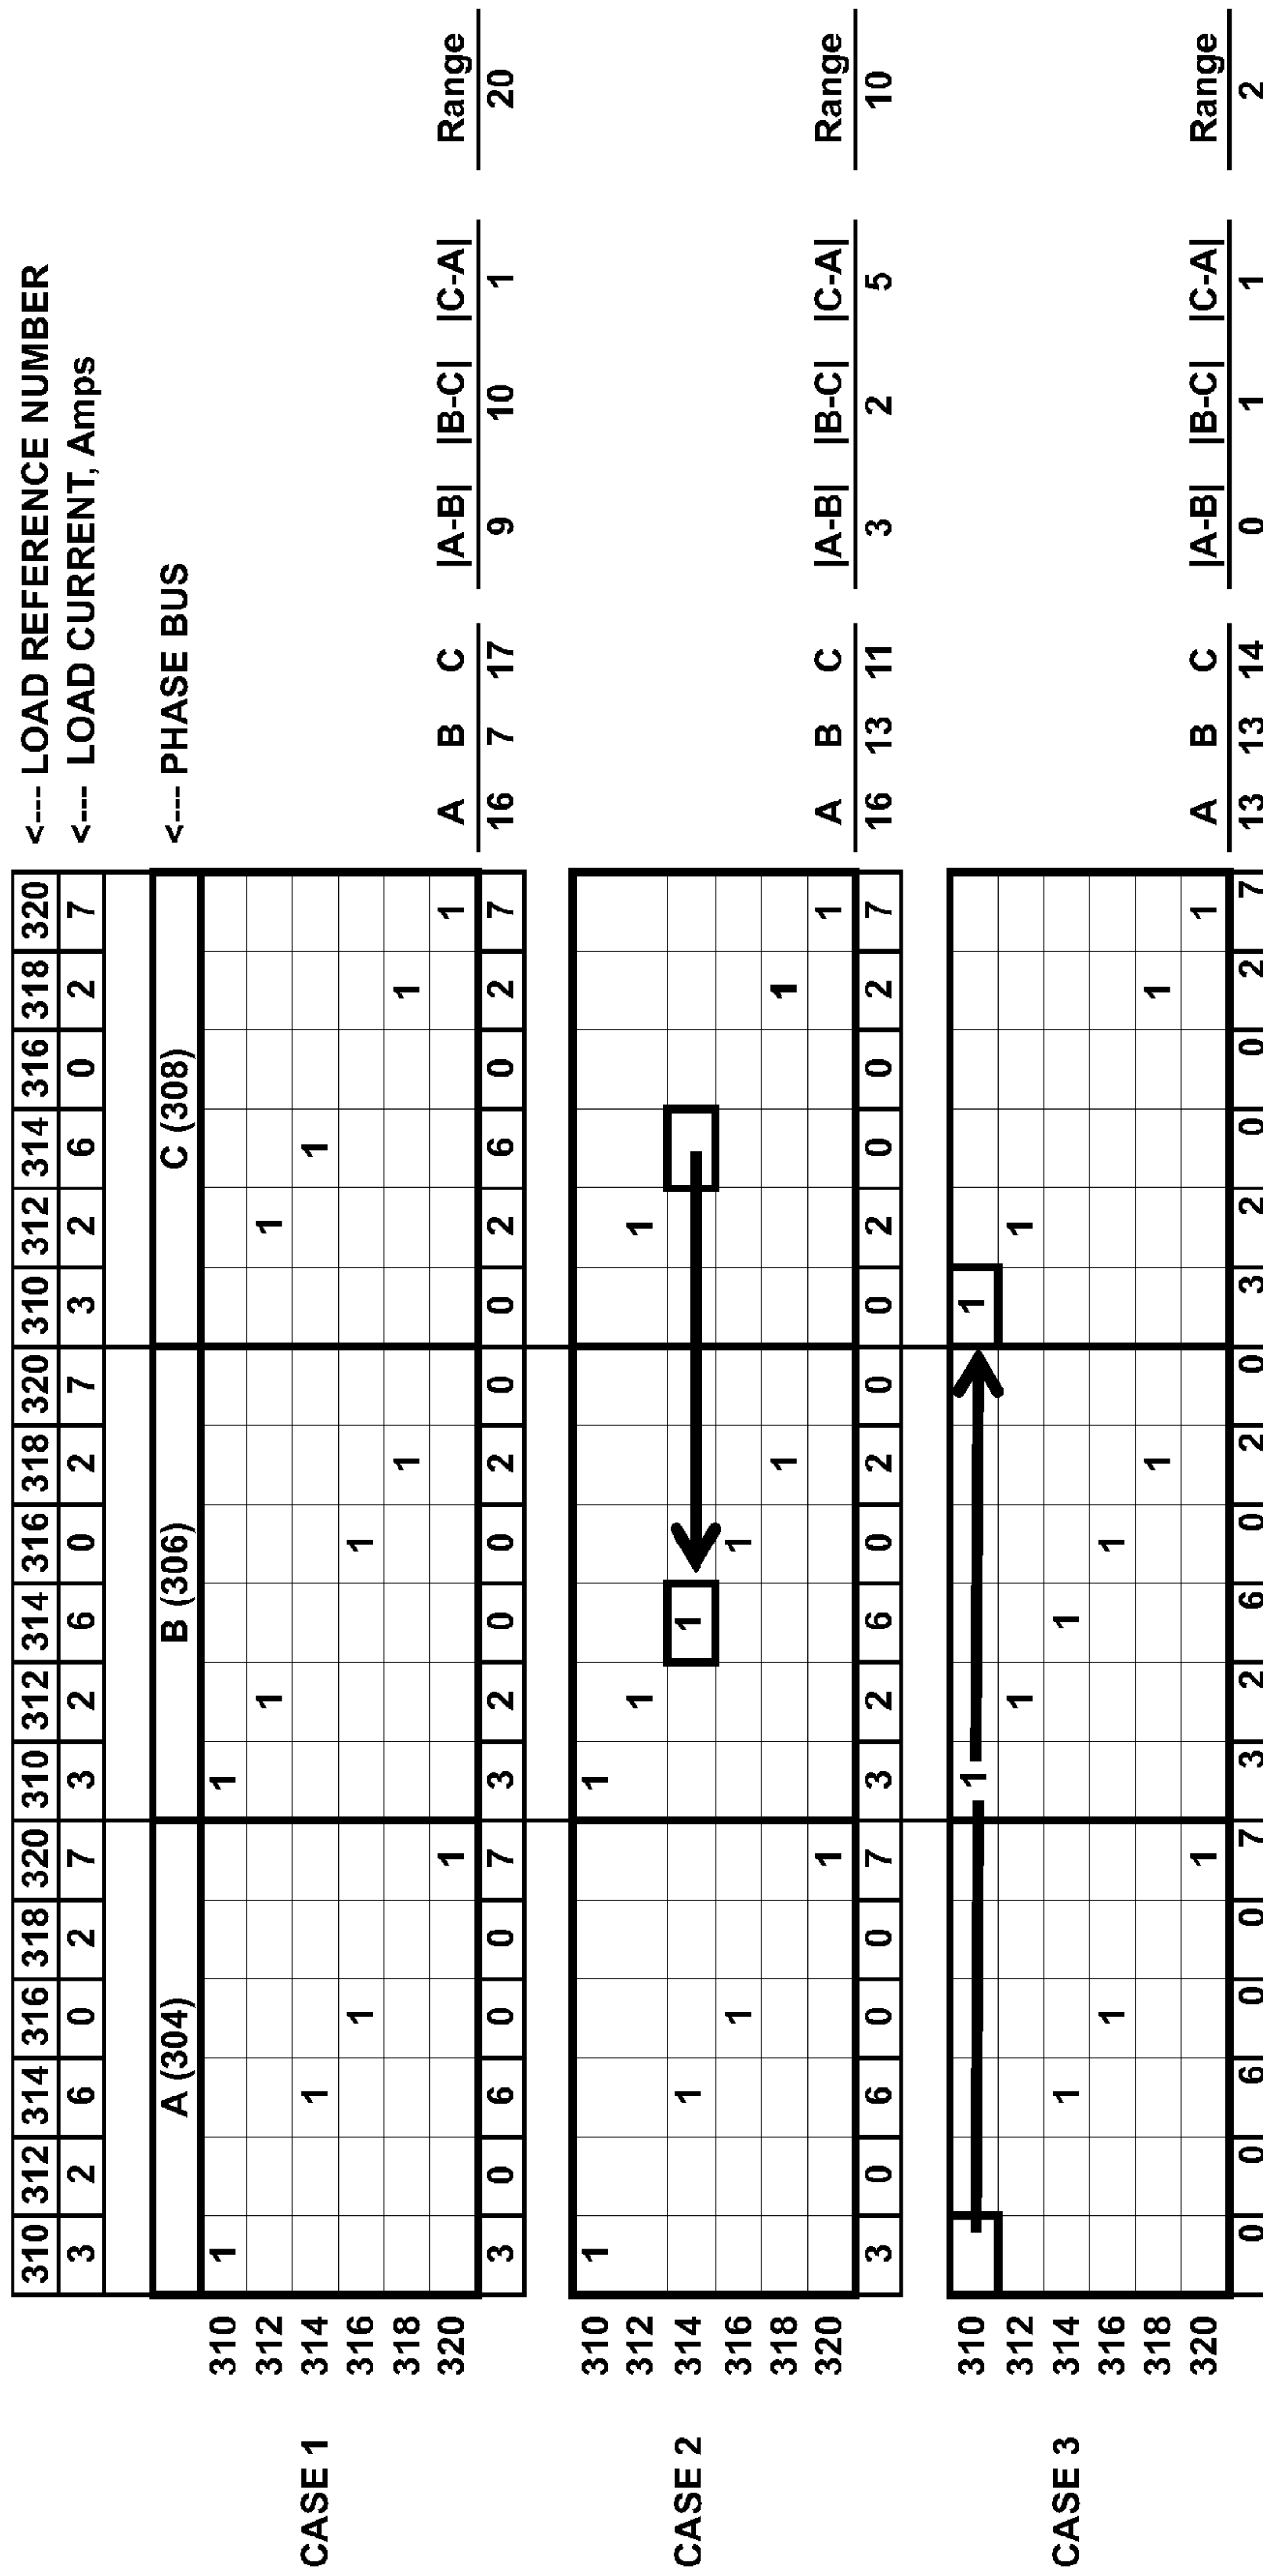 310 312 314 316 318 320 310 312 314 316 318 320 310 312 314 316 318 320 <--- LOAD REFERENCE NUMBER
3 2 6 0 2 7 3 2 6 0 2 7 3 2 6 0 2 7 <--- LOAD CURRENT, Amps
A (304) B (306) C (308) <--- PHASE BUS
310 1 1
312 1 1
CASE 1 314 1 1
316 1 1
318 1 1
320 1 1 A B C |A-B| |B-C| |C-A| Range
3 0 6 0 0 7 3 2 0 0 2 0 0 2 6 0 2 7 16 7 17 9 10 1 20
310 1 1
312 1 1
CASE 2 314 1 1
316 1 1
318 1 1
320 1 1 A B C |A-B| |B-C| |C-A| Range
3 0 6 0 0 7 3 2 6 0 2 0 0 2 0 0 2 7 16 13 11 3 2 5 10
310 1 1
312 1 1
CASE 3 314 1 1
316 1 1
318 1 1
320 1 1 A B C |A-B| |B-C| |C-A| Range
0 0 6 0 0 7 3 2 6 0 2 0 3 2 0 0 2 7 13 13 14 0 1 1 2